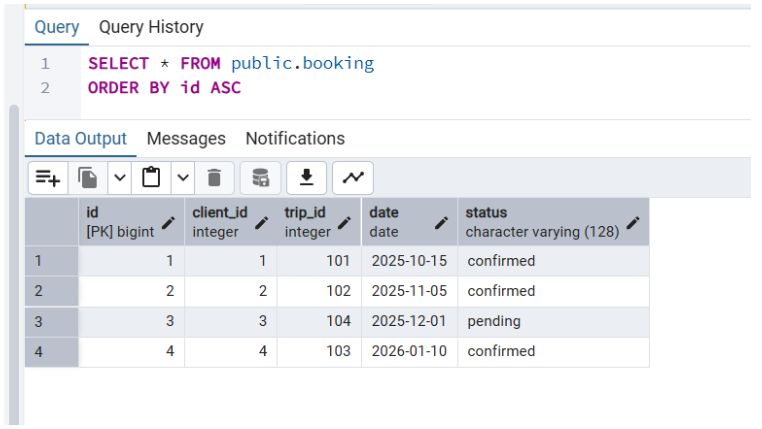 Query Query History
1 SELECT * FROM public.booking
2 ORDER BY id ASC
Data Output Messages Notifications
id client_id trip_id date status
[PK] bigint integer integer date character varying (128)
1 1 1 101 2025-10-15 confirmed
2 2 2 102 2025-11-05 confirmed
3 3 3 104 2025-12-01 pending
4 4 4 103 2026-01-10 confirmed